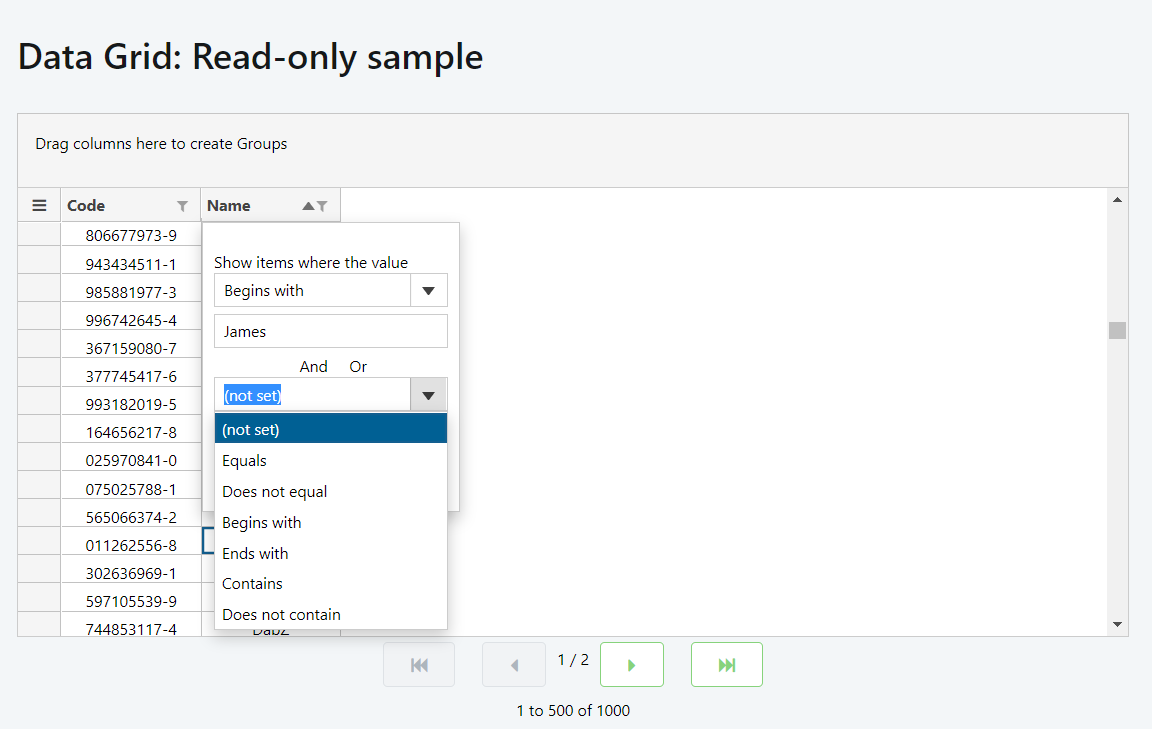 Data Grid: Read-only sample
Drag columns here to create Groups
Code Name
806677973-9
943434511-1
985881977-3
996742645-4
367159080-7
377745417-6
993182019-5
164656217-8
025970841-0
075025788-1
565066374-2
011262556-8
302636969-1
597105539-9
744853117-4
Show items where the value
Begins with
James
And Or
(not set)
(not set)
Equals
Does not equal
Begins with
Ends with
Contains
Does not contain
DabZ
1 / 2
1 to 500 of 1000